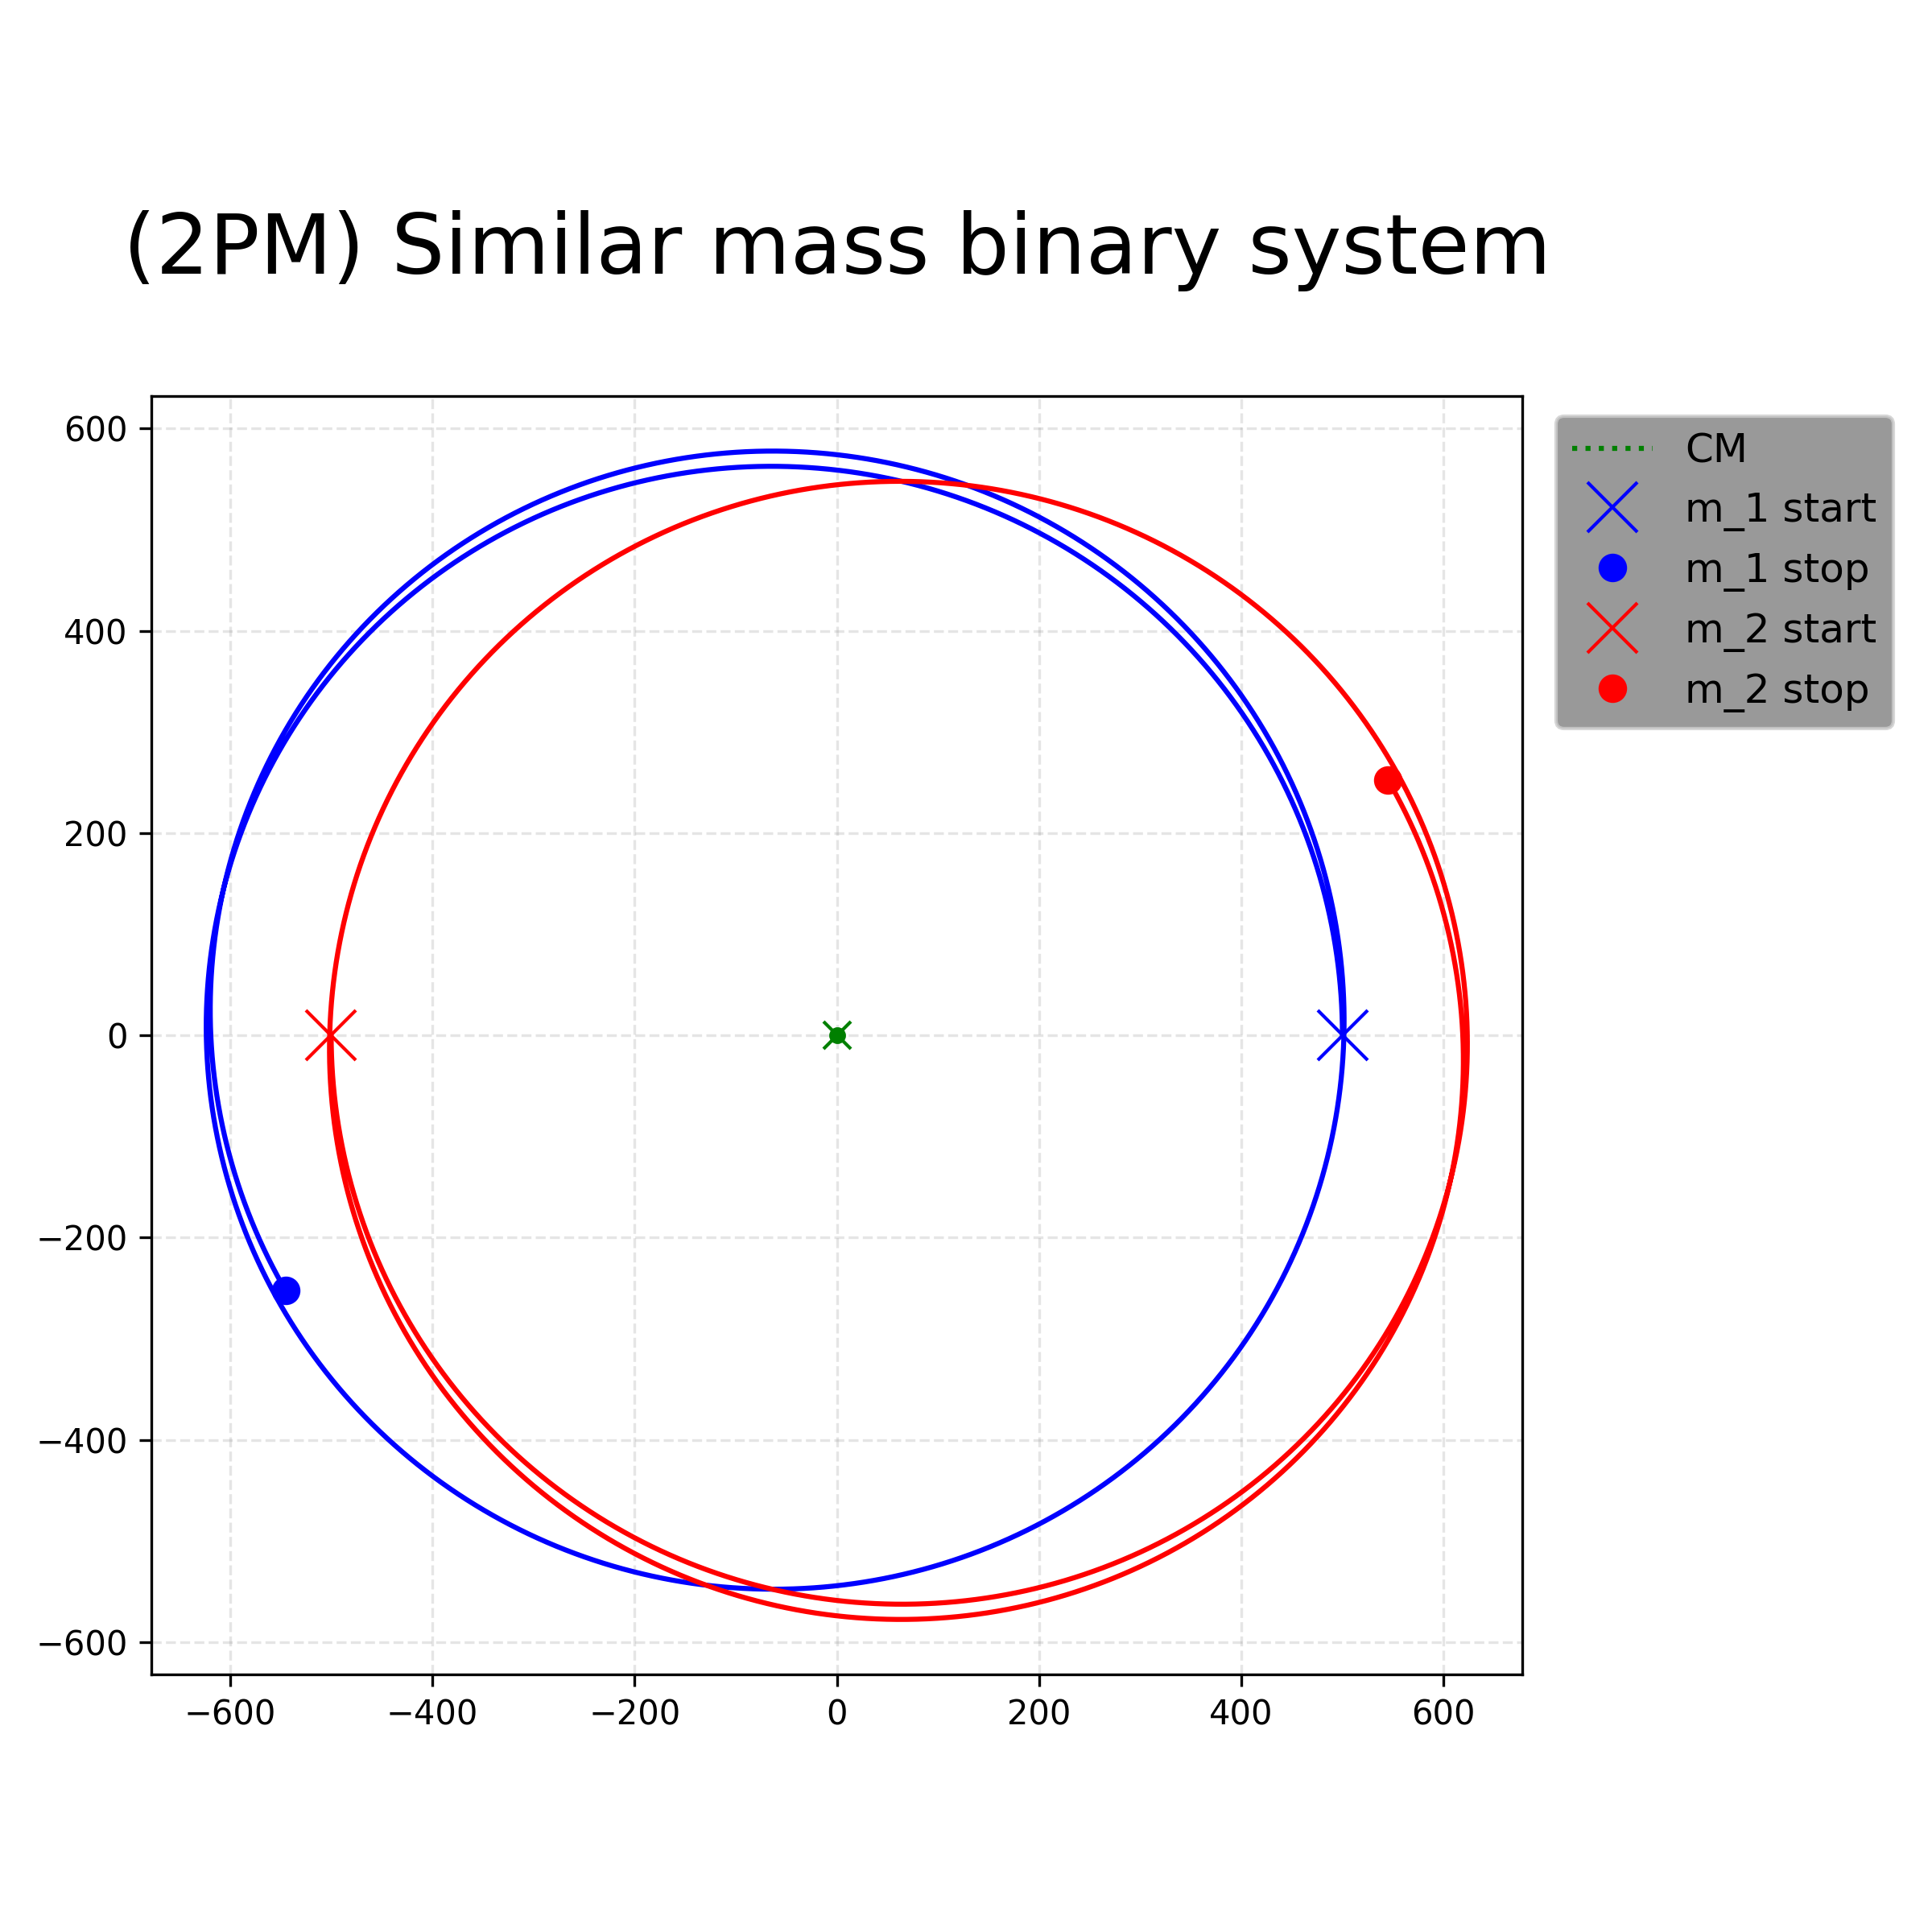 (2PM) Similar mass binary system
CM
m_1 start
m_1 stop
m_2 start
m_2 stop
600
400
200
0
−200
−400
−600
−600 −400 −200 0 200 400 600